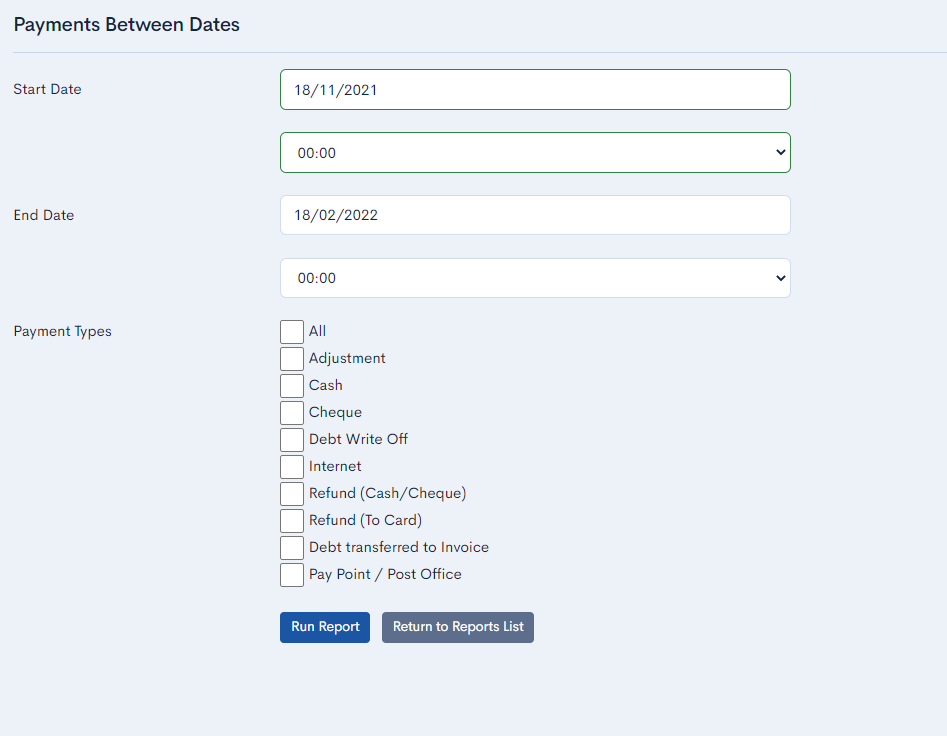 Payments Between Dates
Start Date
18/11/2021
00:00
End Date
18/02/2022
00:00
Payment Types
All
Adjustment
Cash
Cheque
Debt Write Off
Internet
Refund (Cash/Cheque)
Refund (To Card)
Debt transferred to Invoice
Pay Point / Post Office
Run Report
Return to Reports List